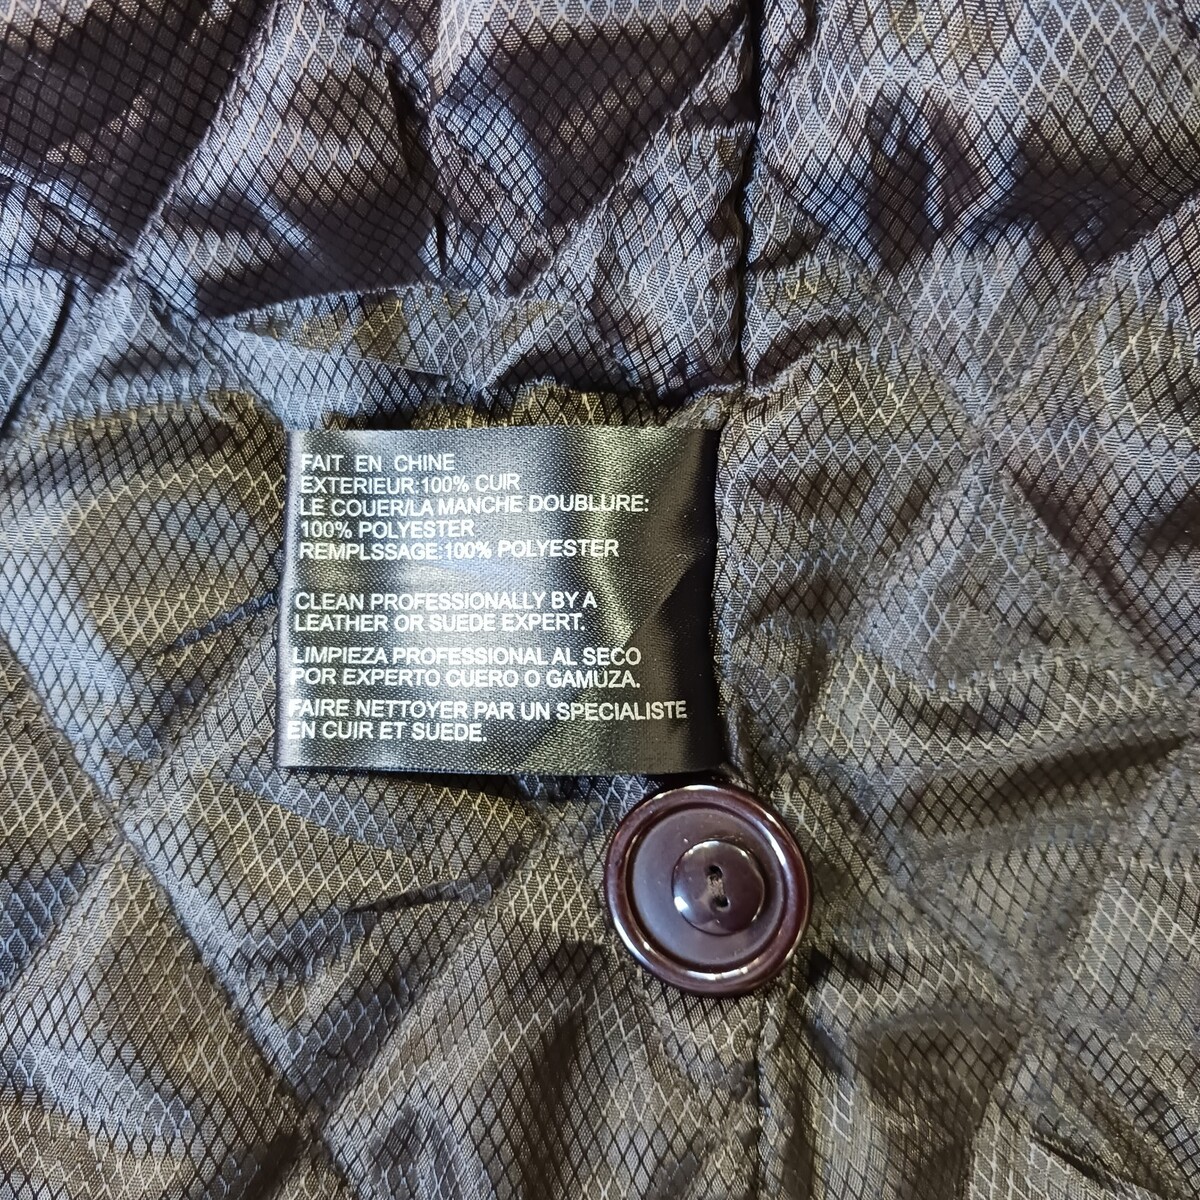 FAIT EN CHINE
EXTERIEUR:100% CUIR
LE COUER/LA MANCHE DOUBLURE:
100% POLYESTER
REMPLSSAGE:100% POLYESTER
CLEAN PROFESSIONALLY BY A
LEATHER OR SUEDE EXPERT.
LIMPIEZA PROFESSIONAL AL SECO
POR EXPERTO CUERO O GAMUZA.
FAIRE NETTOYER PAR UN SPECIALISTE
EN CUIR ET SUEDE.